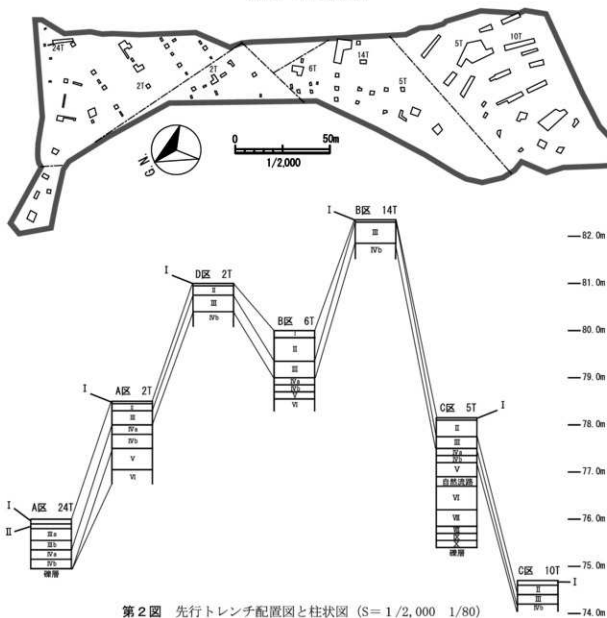 24T
2T
2T
6T
14T
5T
5T
10T
G.N.
0 50m
1/2,000
I B区 14T
III
IVb
82.0m
I D区 2T
II
III
IVb
81.0m
B区 6T
I
II
III
IVa
IVb
V
VI
80.0m
79.0m
I A区 2T
II
III
IVa
IVb
V
VI
78.0m
C区 5T I
II
III
IVa
IVb
V
自然流路
VI
VII
VIII
IX
X
礫層
77.0m
76.0m
A区 24T
I
II
IIIa
IIIb
IVa
IVb
礫層
75.0m
C区 10T
I
II
III
IVb
74.0m
第2図 先行トレンチ配置図と柱状図(S=1/2,000 1/80)